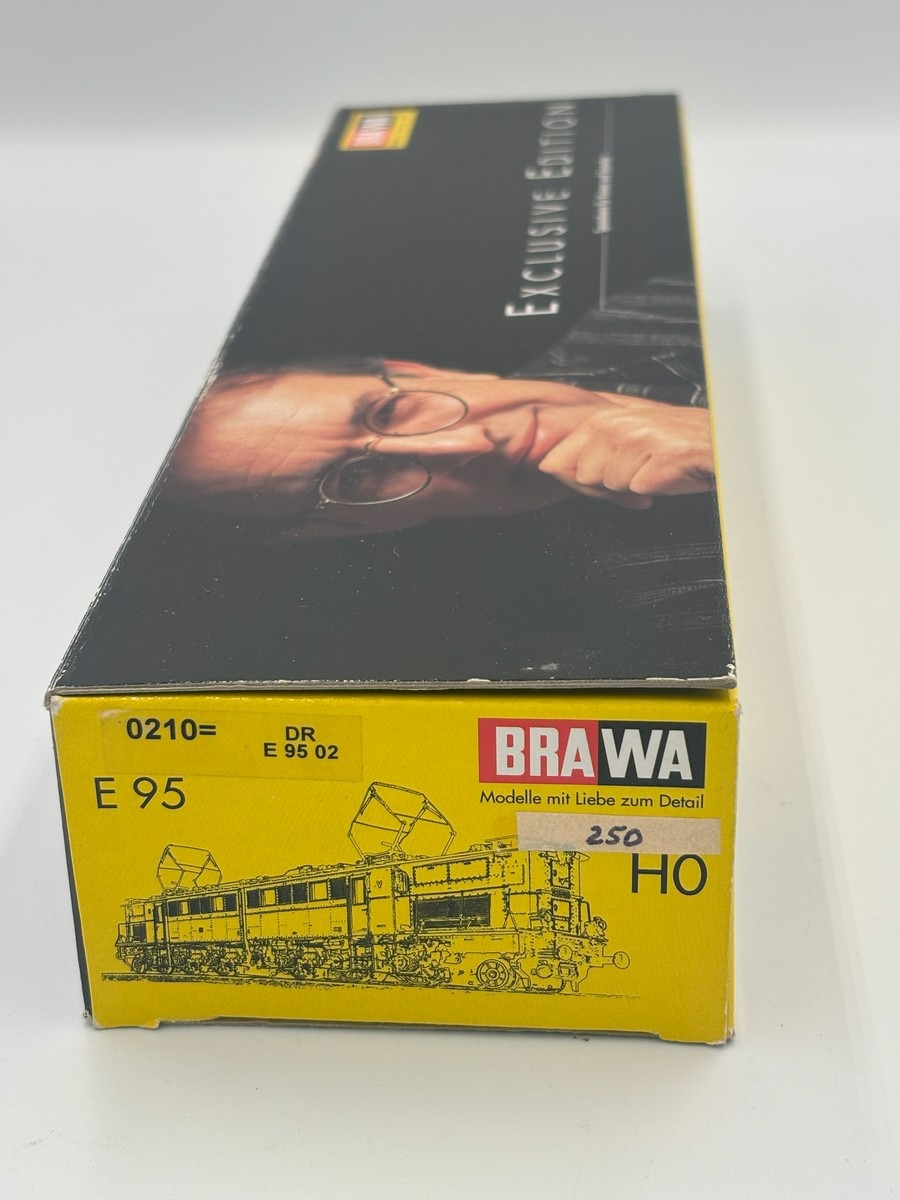 BRAWA
EXCLUSIVE EDITION
0210=
DR
E 95 02
E 95
BRAWA
Modelle mit Liebe zum Detail
250
H0